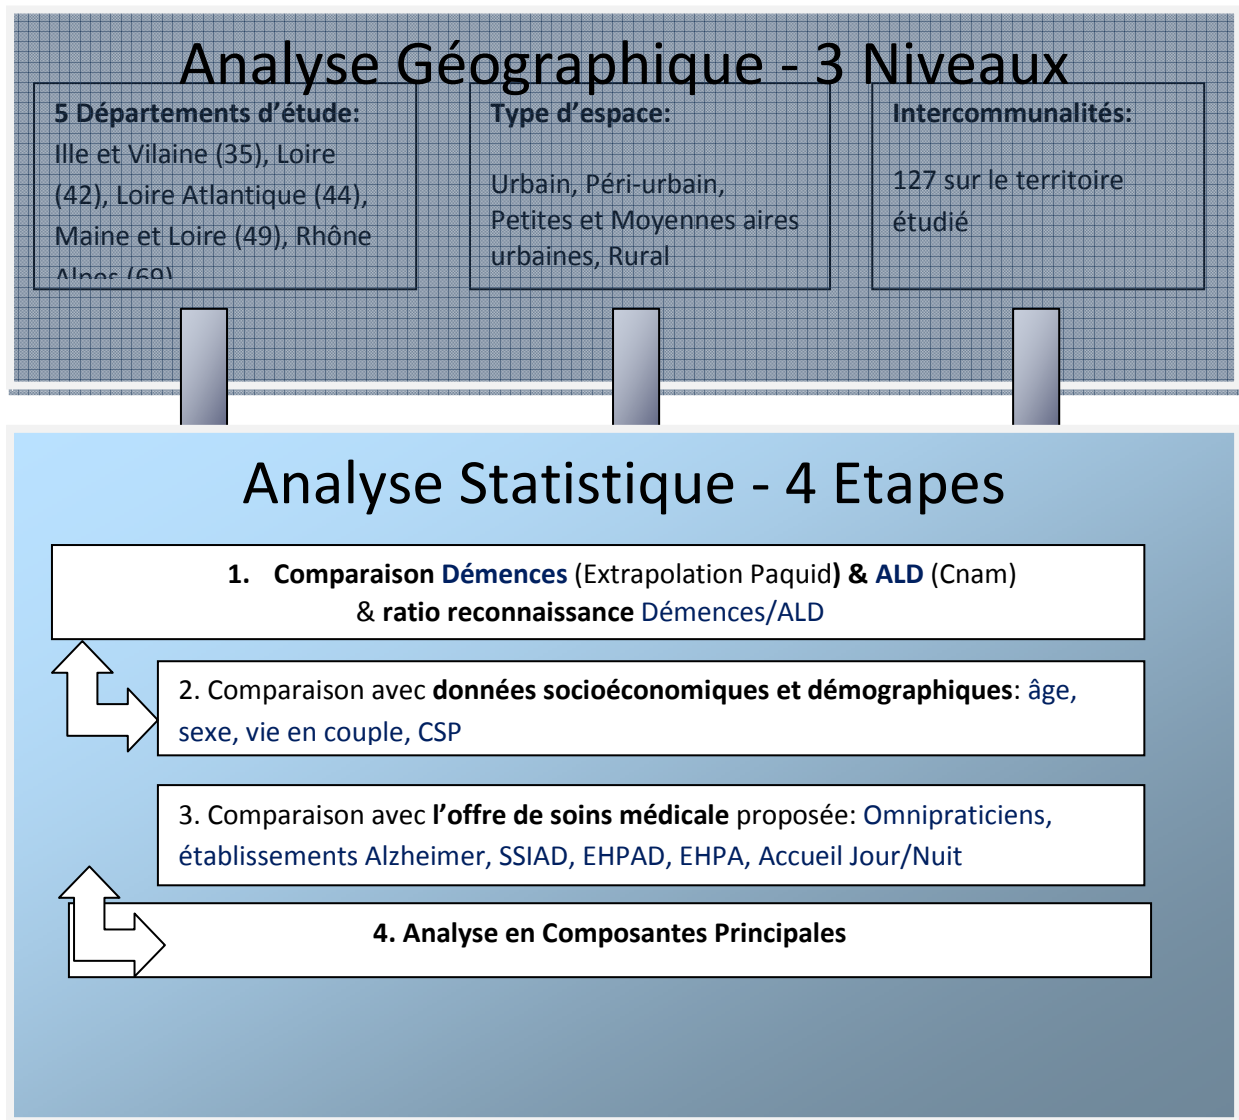 Analyse Géographique - 3 Niveaux
5 Départements d'étude:
Ille et Vilaine (35), Loire
(42), Loire Atlantique (44),
Maine et Loire (49), Rhône
Alpes (69)
Type d'espace:
Urbain, Péri-urbain,
Petites et Moyennes aires
urbaines, Rural
Intercommunalités:
127 sur le territoire
étudié
Analyse Statistique - 4 Etapes
1. Comparaison Démences (Extrapolation Paquid) & ALD (Cnam)
& ratio reconnaissance Démences/ALD
2. Comparaison avec données socioéconomiques et démographiques: âge,
sexe, vie en couple, CSP
3. Comparaison avec l'offre de soins médicale proposée: Omnipraticiens,
établissements Alzheimer, SSIAD, EHPAD, EHPA, Accueil Jour/Nuit
4. Analyse en Composantes Principales